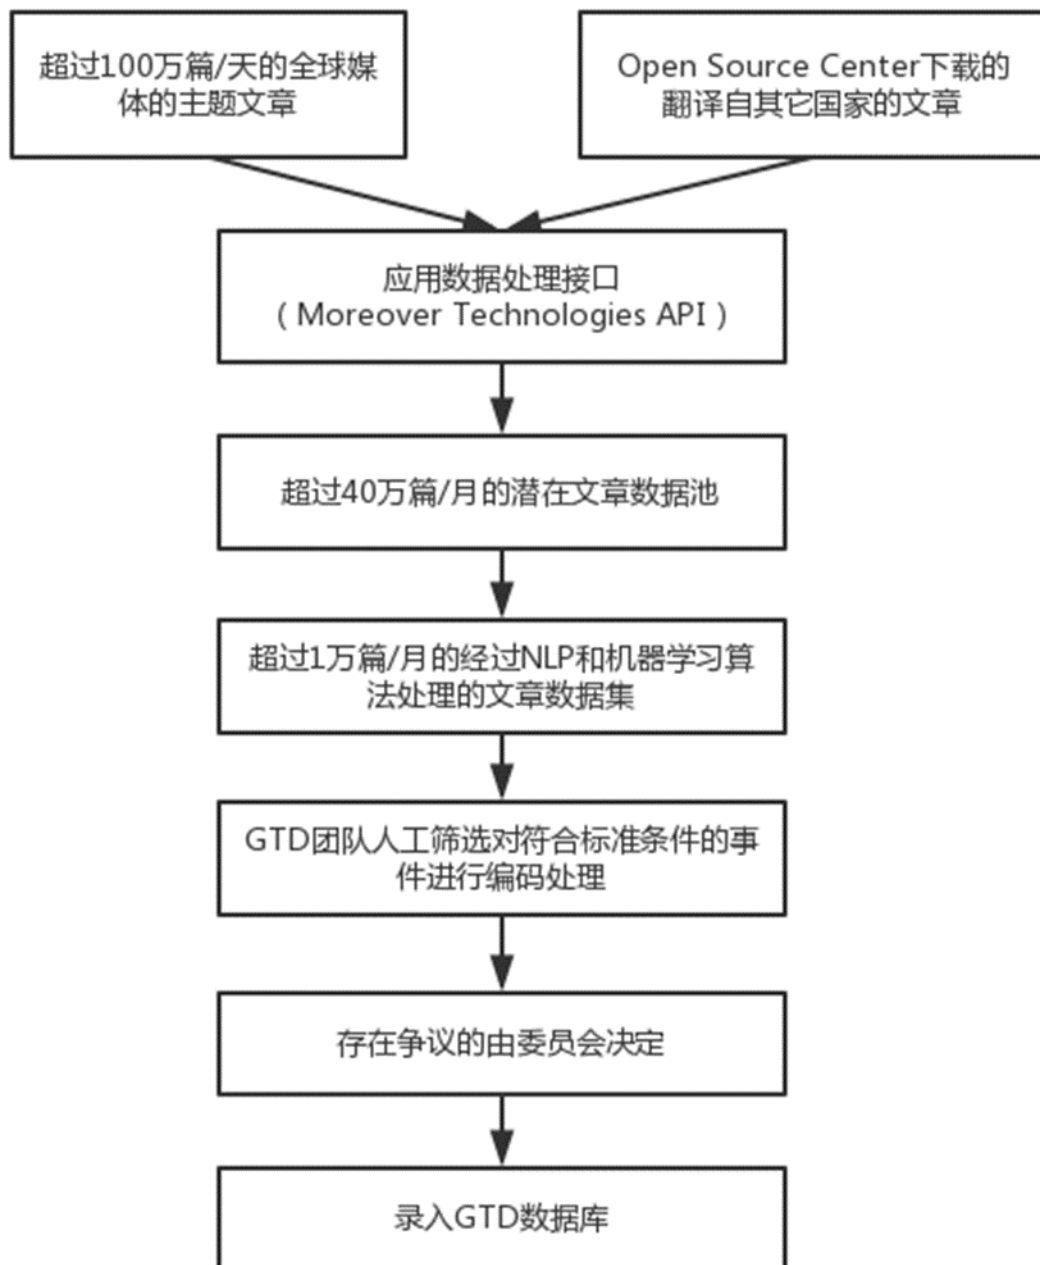 超过100万篇/天的全球媒
体的主题文章
Open Source Center下载的
翻译自其它国家的文章
应用数据处理接口
（Moreover Technologies API）
超过40万篇/月的潜在文章数据池
超过1万篇/月的经过NLP和机器学习算
法处理的文章数据集
GTD团队人工筛选对符合标准条件的事
件进行编码处理
存在争议的由委员会决定
录入GTD数据库